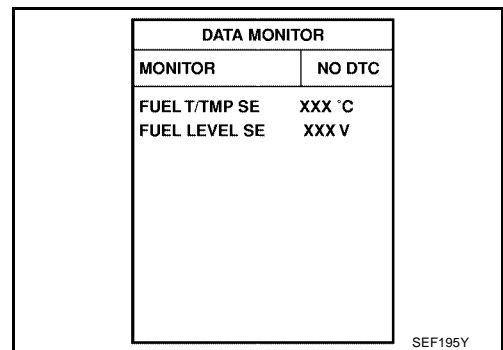 DATA MONITOR
MONITOR NO DTC
FUEL T/TMP SE XXX °C
FUEL LEVEL SE XXX V
SEF195Y